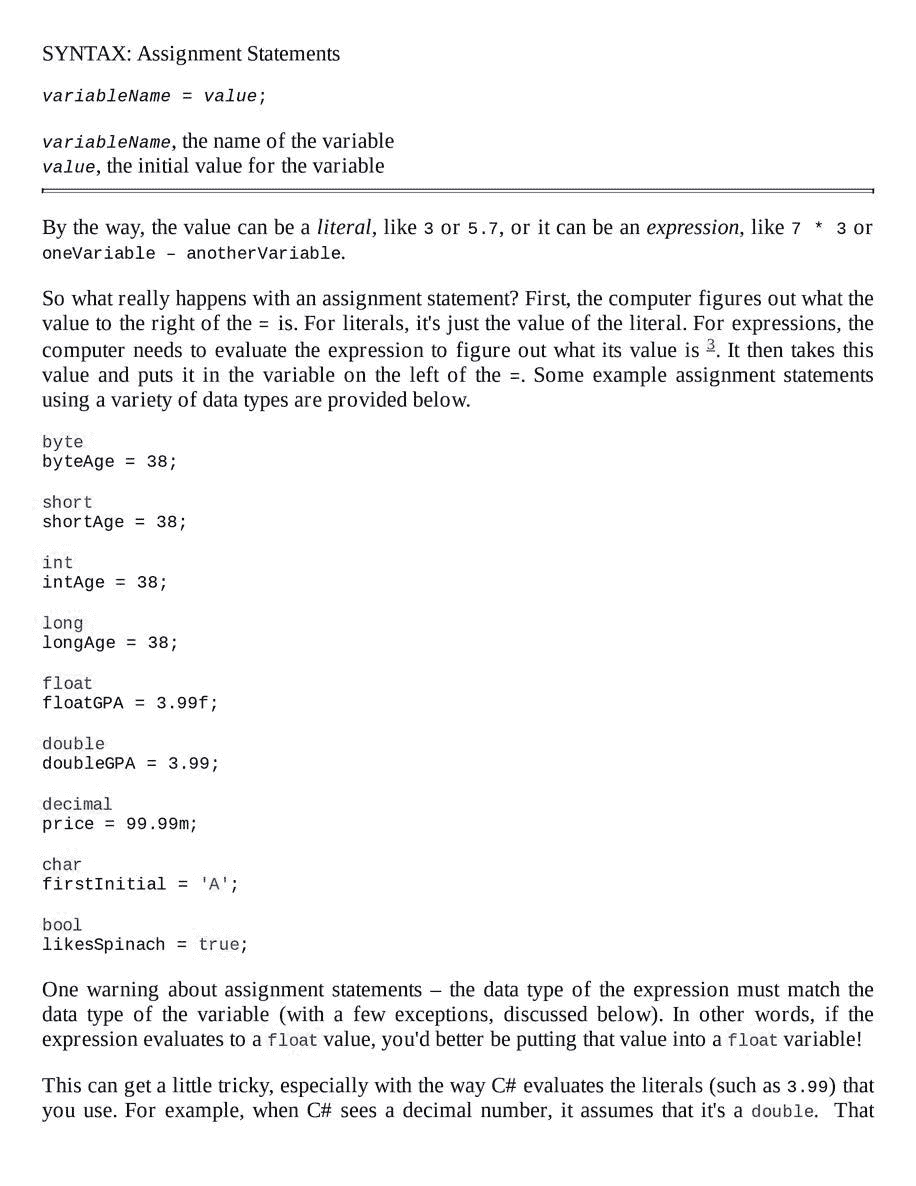 SYNTAX: Assignment Statements
variableName = value;
variableName, the name of the variable
value, the initial value for the variable
By the way, the value can be a literal, like 3 or 5.7, or it can be an expression, like 7 * 3 or
oneVariable – anotherVariable.
So what really happens with an assignment statement? First, the computer figures out what the
value to the right of the = is. For literals, it's just the value of the literal. For expressions, the
computer needs to evaluate the expression to figure out what its value is 3. It then takes this
value and puts it in the variable on the left of the =. Some example assignment statements
using a variety of data types are provided below.
byte
byteAge = 38;
short
shortAge = 38;
int
intAge = 38;
long
longAge = 38;
float
floatGPA = 3.99f;
double
doubleGPA = 3.99;
decimal
price = 99.99m;
char
firstInitial = 'A';
bool
likesSpinach = true;
One warning about assignment statements – the data type of the expression must match the
data type of the variable (with a few exceptions, discussed below). In other words, if the
expression evaluates to a float value, you'd better be putting that value into a float variable!
This can get a little tricky, especially with the way C# evaluates the literals (such as 3.99) that
you use. For example, when C# sees a decimal number, it assumes that it's a double. That